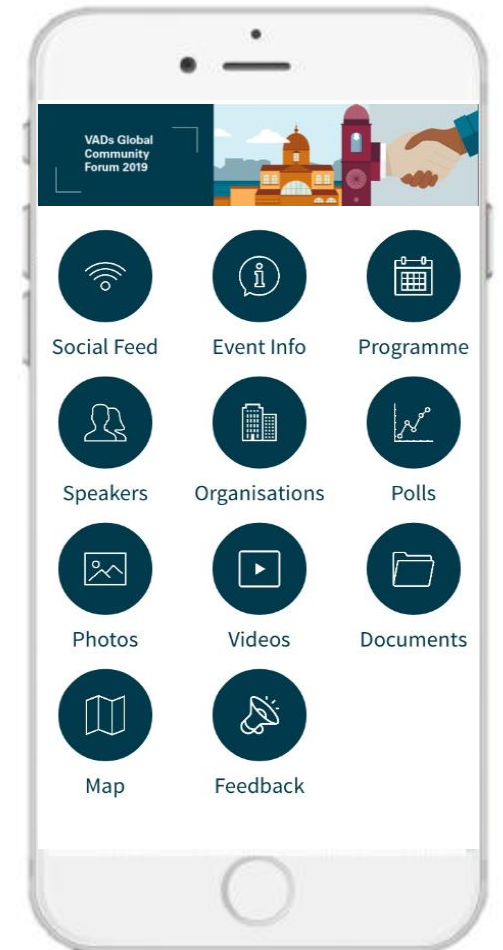 VADs Global
Community
Forum 2019
Social Feed
Event Info
Programme
Speakers
Organisations
Polls
Photos
Videos
Documents
Map
Feedback